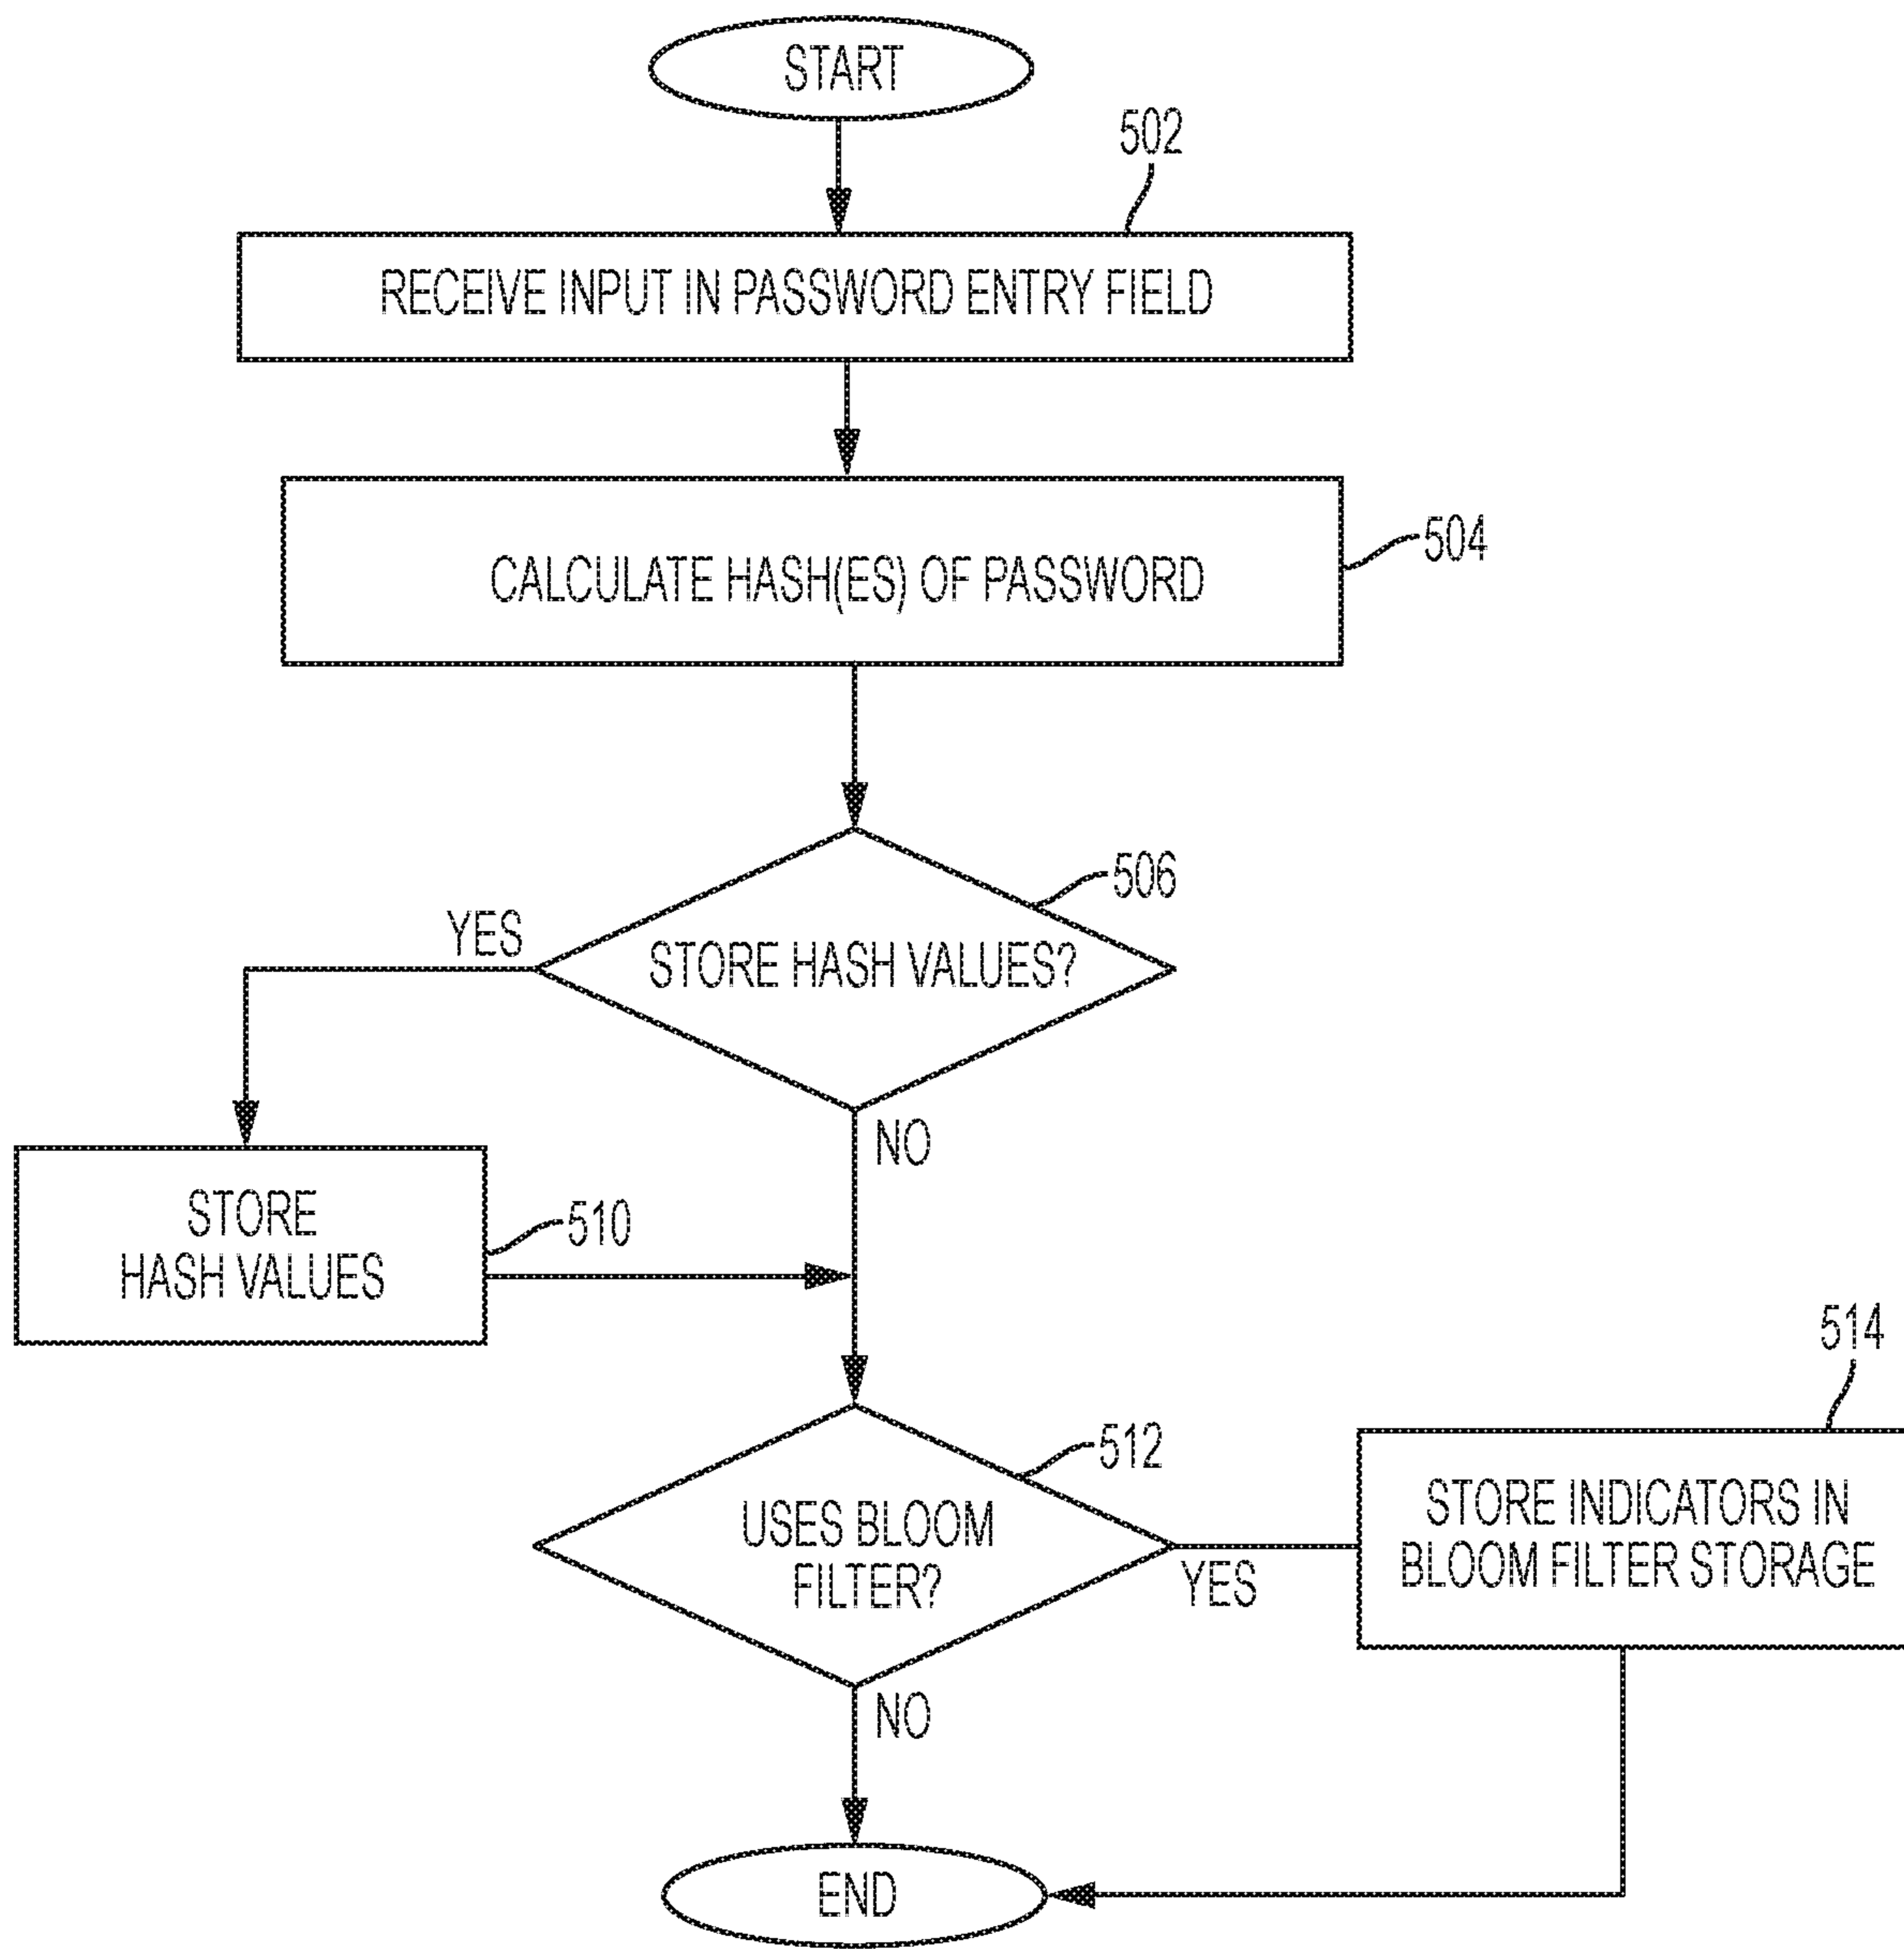 START
502
RECEIVE INPUT IN PASSWORD ENTRY FIELD
504
CALCULATE HASH(ES) OF PASSWORD
506
YES
STORE HASH VALUES?
NO
STORE
HASH VALUES
510
514
512
USES BLOOM
FILTER?
YES
STORE INDICATORS IN
BLOOM FILTER STORAGE
NO
END